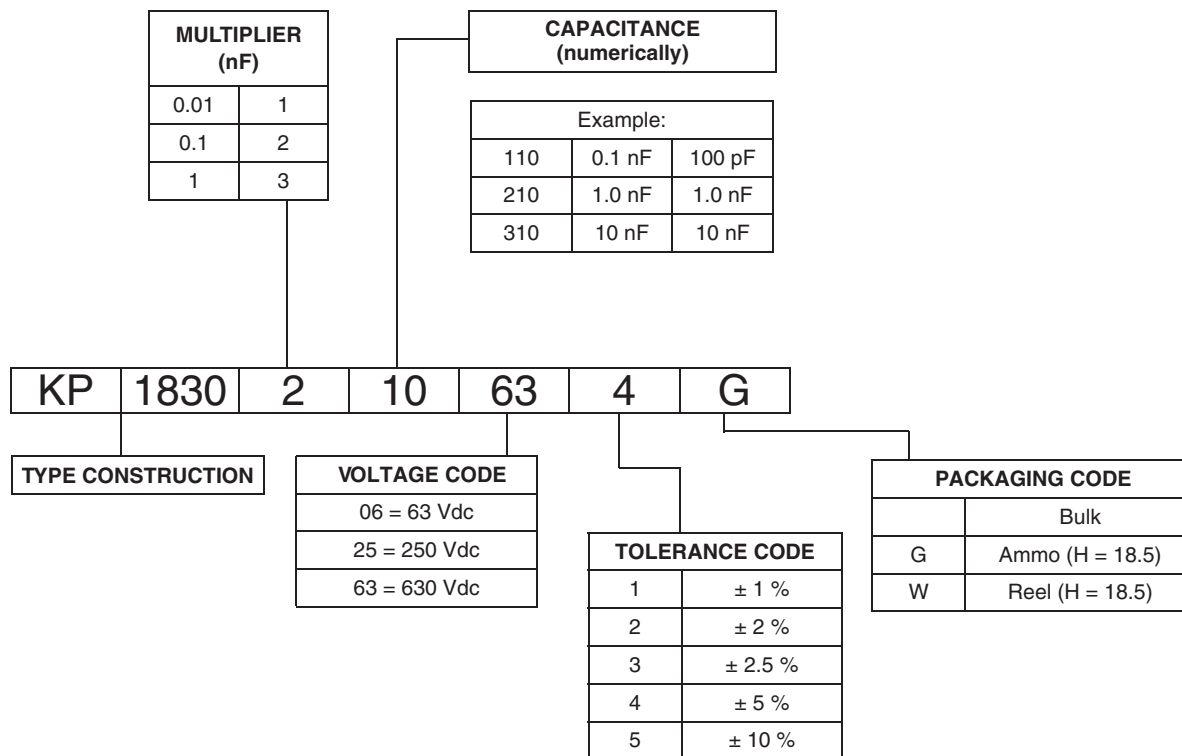 MULTIPLIER
(nF)
0.01 1
0.1 2
1 3
CAPACITANCE
(numerically)
Example:
110 0.1 nF 100 pF
210 1.0 nF 1.0 nF
310 10 nF 10 nF
KP 1830 2 10 63 4 G
TYPE CONSTRUCTION
VOLTAGE CODE
06 = 63 Vdc
25 = 250 Vdc
63 = 630 Vdc
TOLERANCE CODE
1 ± 1 %
2 ± 2 %
3 ± 2.5 %
4 ± 5 %
5 ± 10 %
PACKAGING CODE
Bulk
G Ammo (H = 18.5)
W Reel (H = 18.5)